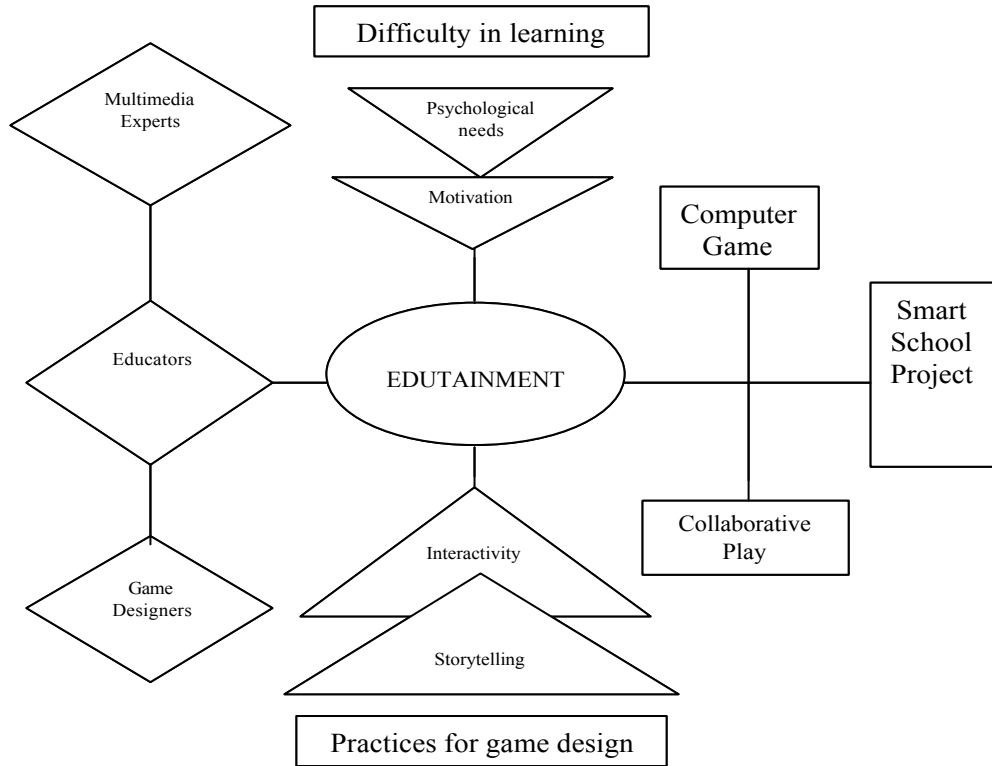 Difficulty in learning
Multimedia
Experts
Psychological
needs
Motivation
Computer
Game
Smart
School
Project
Educators
EDUTAINMENT
Collaborative
Play
Interactivity
Game
Designers
Storytelling
Practices for game design